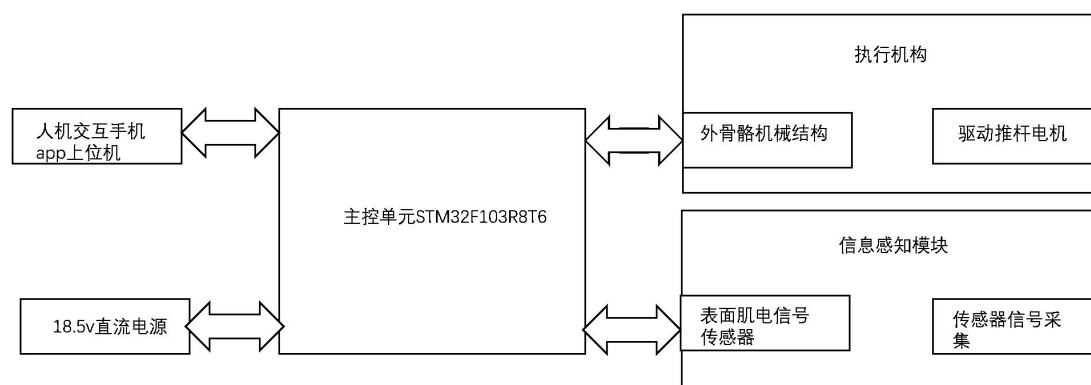 执行机构
人机交互手机
app上位机
外骨骼机械结构
驱动推杆电机
主控单元STM32F103R8T6
信息感知模块
18.5v直流电源
表面肌电信号
传感器
传感器信号采
集